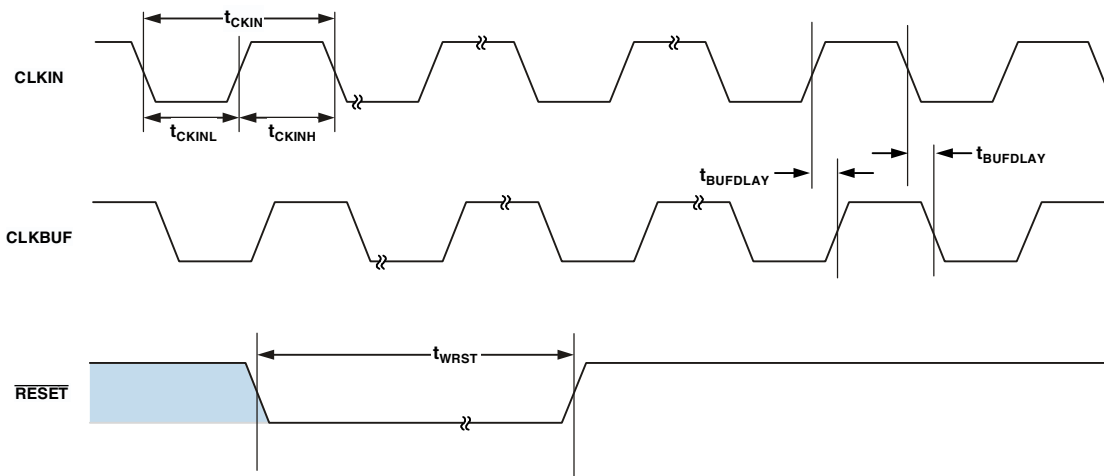 tCKIN
CLKIN
tCKINL
tCKINH
tBUFDLAY
tBUFDLAY
CLKBUF
tWRST
RESET